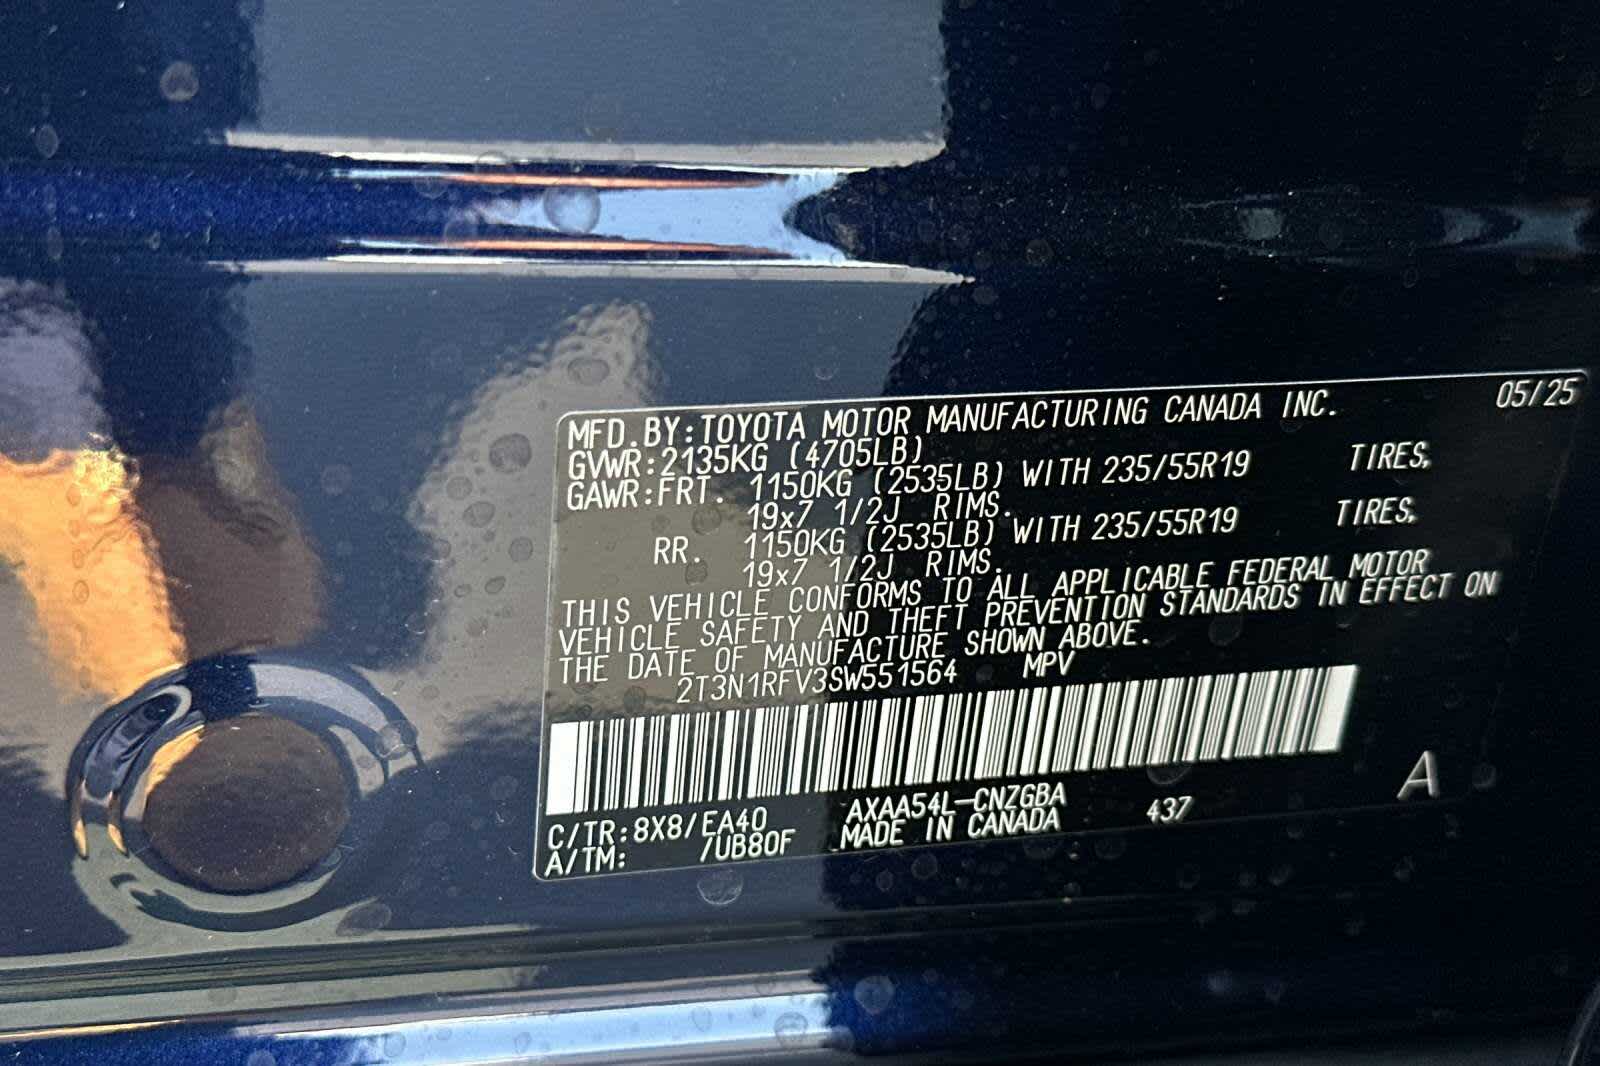 MFD.BY:TOYOTA MOTOR MANUFACTURING CANADA INC. 05/25
GVWR:2135KG (4705LB)
GAWR:FRT. 1150KG (2535LB) WITH 235/55R19 TIRES,
19x7 1/2J RIMS.
RR. 1150KG (2535LB) WITH 235/55R19 TIRES,
19x7 1/2J RIMS.
THIS VEHICLE CONFORMS TO ALL APPLICABLE FEDERAL MOTOR
VEHICLE SAFETY AND THEFT PREVENTION STANDARDS IN EFFECT ON
THE DATE OF MANUFACTURE SHOWN ABOVE.
2T3N1RFV3SW551564 MPV
A
C/TR:8X8/EA40 AXAA54L-CNZGBA 437
A/TM: /UB80F MADE IN CANADA